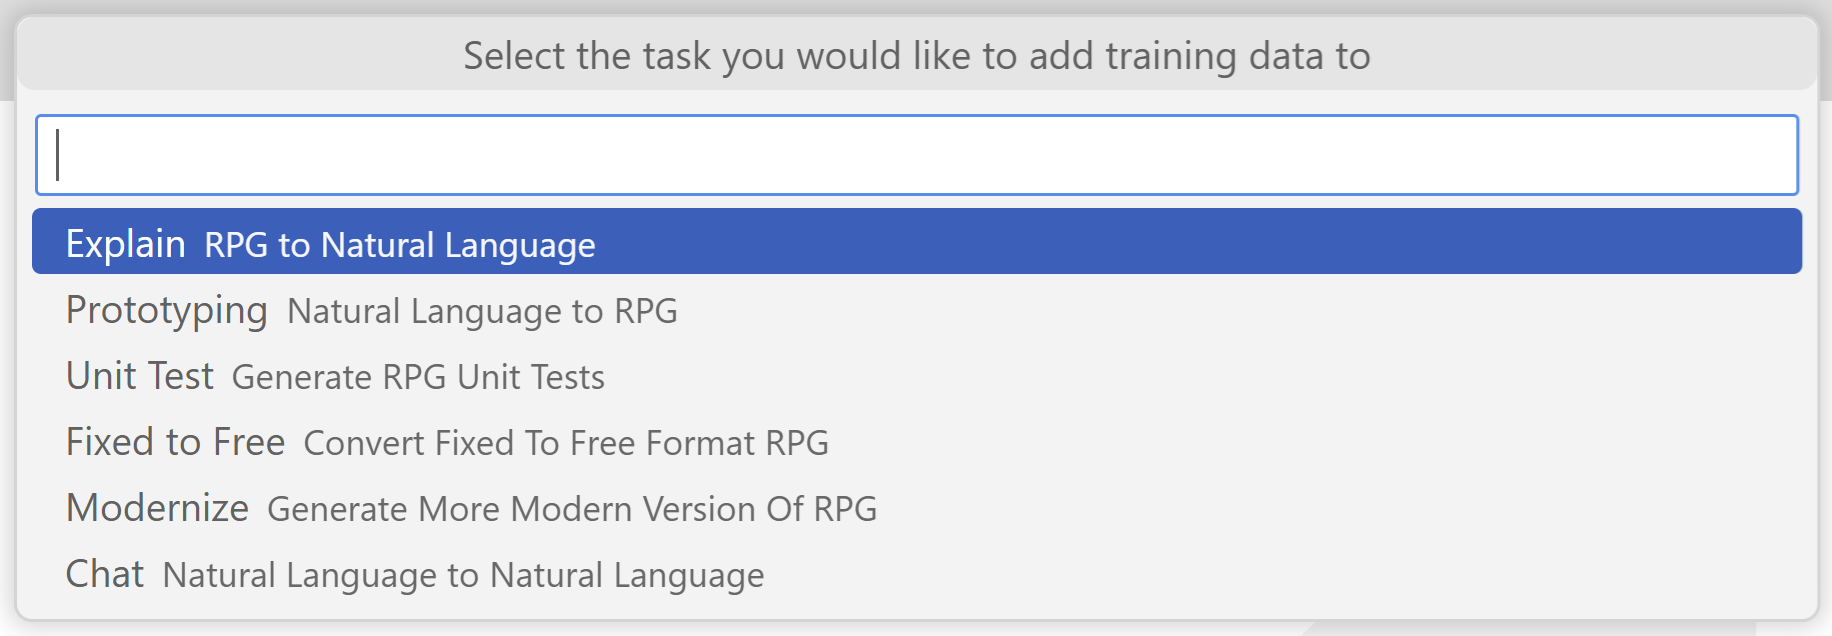 Select the task you would like to add training data to
Explain RPG to Natural Language
Prototyping Natural Language to RPG
Unit Test Generate RPG Unit Tests
Fixed to Free Convert Fixed To Free Format RPG
Modernize Generate More Modern Version Of RPG
Chat Natural Language to Natural Language